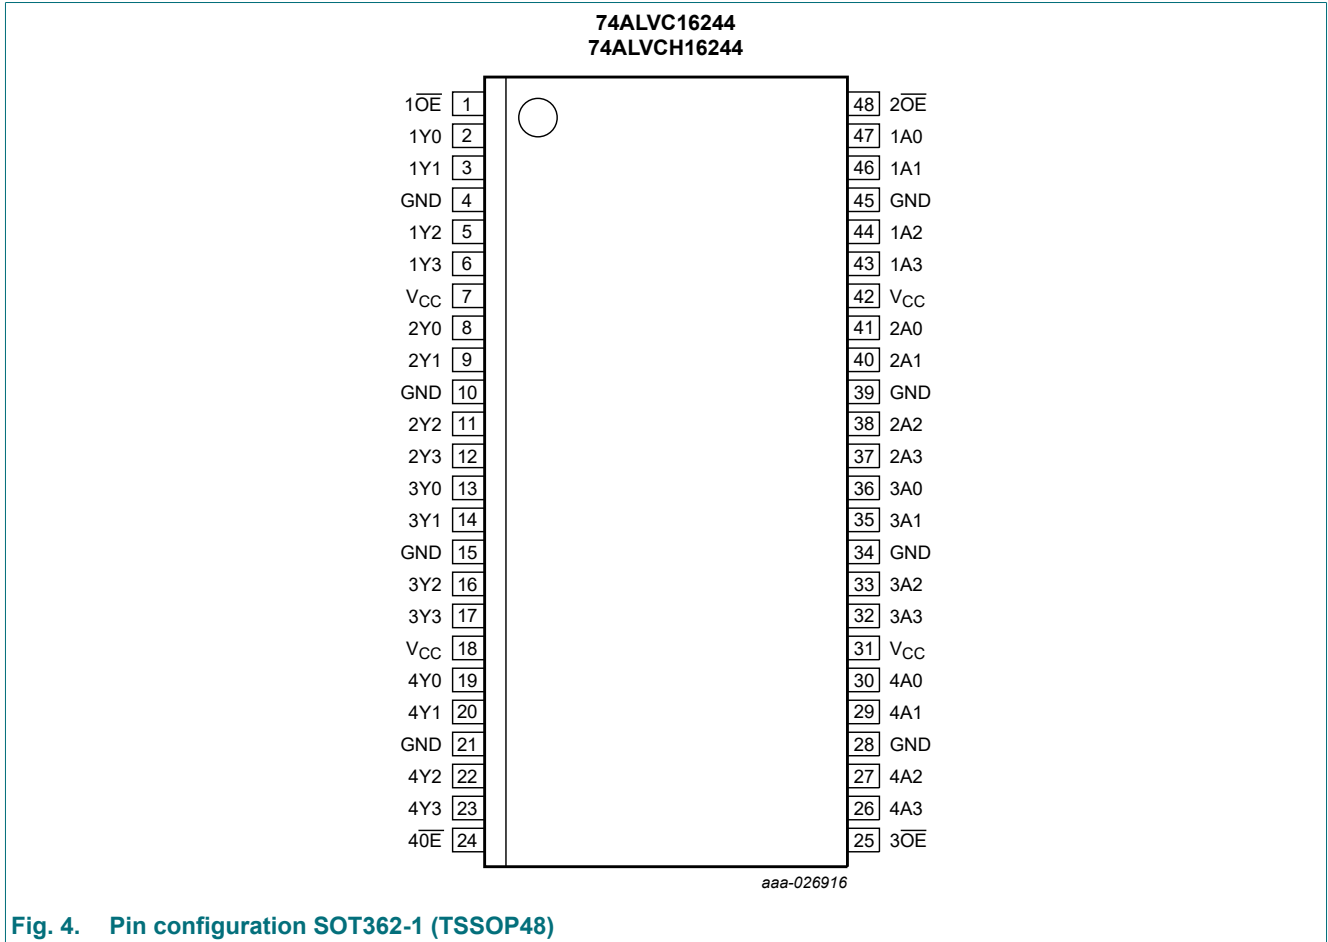 74ALVC16244
74ALVCH16244
1O̅E̅ 1 48 2O̅E̅
1Y0 2 47 1A0
1Y1 3 46 1A1
GND 4 45 GND
1Y2 5 44 1A2
1Y3 6 43 1A3
VCC 7 42 VCC
2Y0 8 41 2A0
2Y1 9 40 2A1
GND 10 39 GND
2Y2 11 38 2A2
2Y3 12 37 2A3
3Y0 13 36 3A0
3Y1 14 35 3A1
GND 15 34 GND
3Y2 16 33 3A2
3Y3 17 32 3A3
VCC 18 31 VCC
4Y0 19 30 4A0
4Y1 20 29 4A1
GND 21 28 GND
4Y2 22 27 4A2
4Y3 23 26 4A3
40̅E̅ 24 25 3O̅E̅
aaa-026916
Fig. 4. Pin configuration SOT362-1 (TSSOP48)